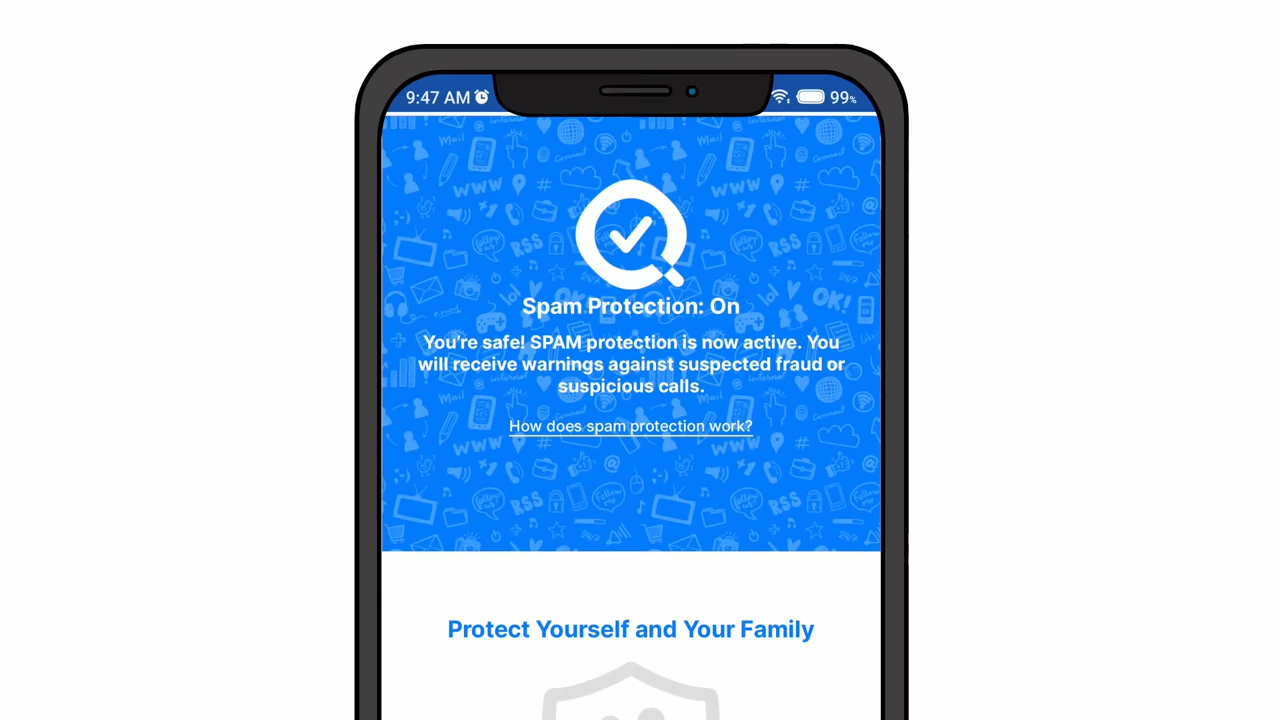 9:47 AM
99%
Spam Protection: On
You're safe! SPAM protection is now active. You
will receive warnings against suspected fraud or
suspicious calls.
How does spam protection work?
Protect Yourself and Your Family